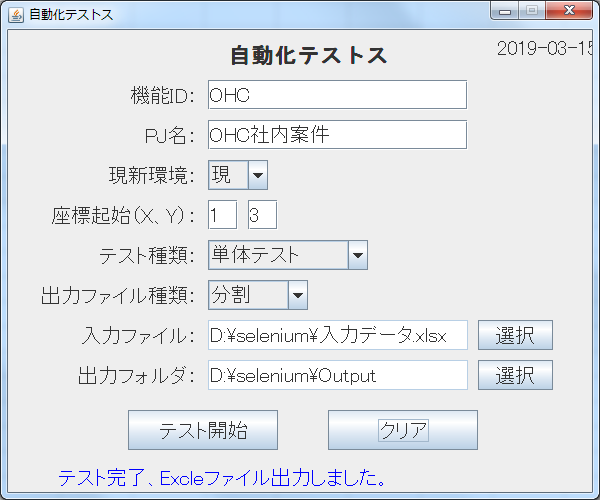 自動化テストス
2019-03-15
自動化テストス
機能ID: OHC
PJ名: OHC社内案件
現新環境: 現
座標起始(X、Y): 1 3
テスト種類: 単体テスト
出力ファイル種類: 分割
入力ファイル: D:¥selenium¥入力データ.xlsx 選択
出力フォルダ: D:¥selenium¥Output 選択
テスト開始 クリア
テスト完了、Excleファイル出力しました。